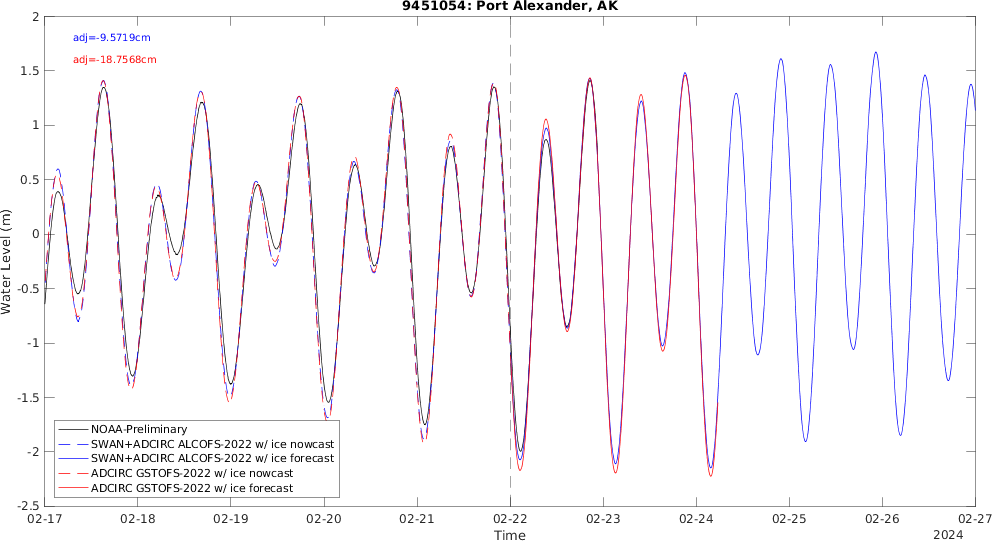 9451054: Port Alexander, AK
adj=-9.5719cm
adj=-18.7568cm
2
1.5
1
0.5
0
-0.5
-1
-1.5
-2
-2.5
Water Level (m)
NOAA-Preliminary
SWAN+ADCIRC ALCOFS-2022 w/ ice nowcast
SWAN+ADCIRC ALCOFS-2022 w/ ice forecast
ADCIRC GSTOFS-2022 w/ ice nowcast
ADCIRC GSTOFS-2022 w/ ice forecast
02-17 02-18 02-19 02-20 02-21 02-22 02-23 02-24 02-25 02-26 02-27
Time
2024